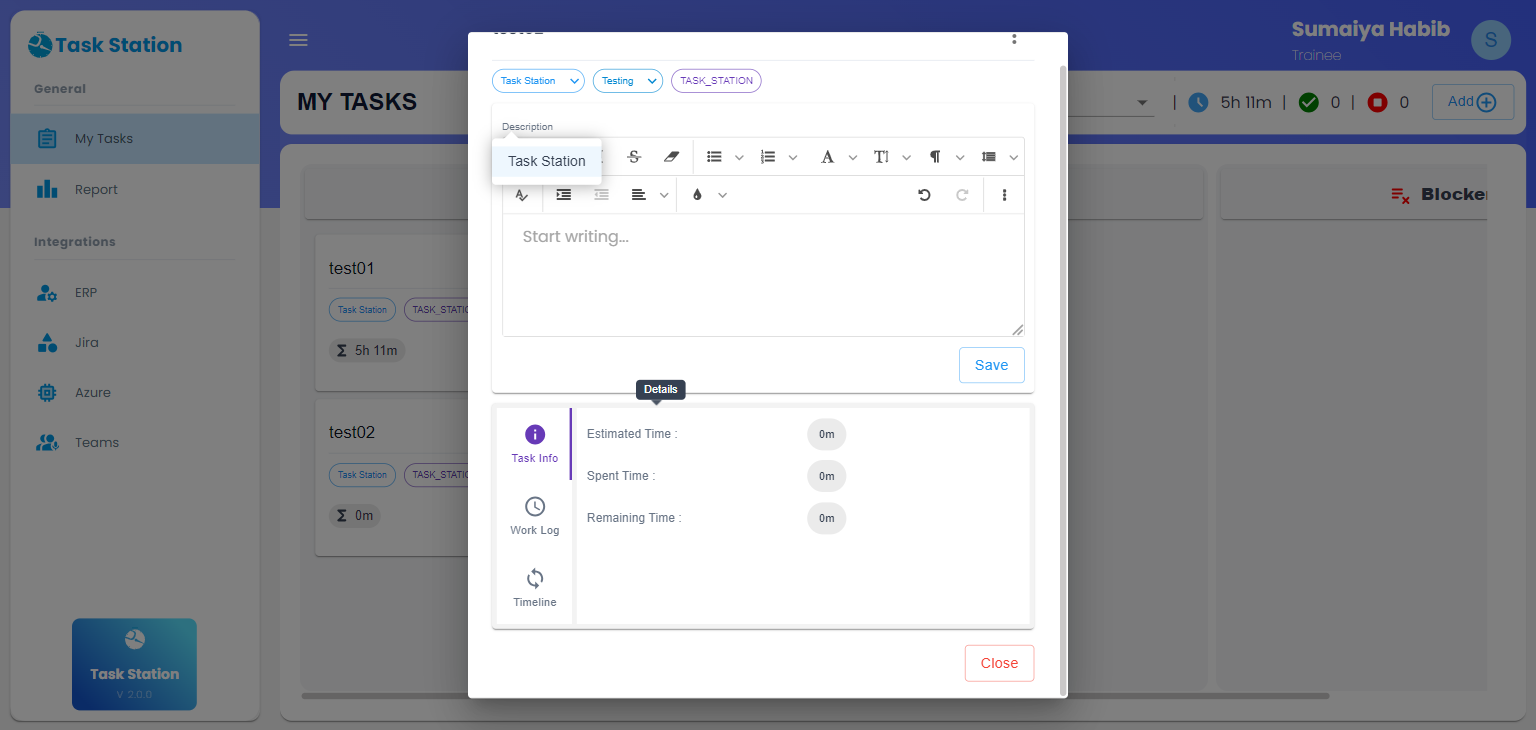 Task Station
General
My Tasks
Report
Integrations
ERP
Jira
Azure
Teams
Task Station
V 2.0.0
Sumaiya Habib
Trainee
S
MY TASKS
| 5h 11m | 0 | 0
Add
Blocker
test01
Task Station
5h 11m
test02
Task Station
0m
Task Station
Testing
TASK_STATION
Description
Task Station
Start writing...
Save
Details
Task Info
Work Log
Timeline
Estimated Time :
0m
Spent Time :
0m
Remaining Time :
0m
Close